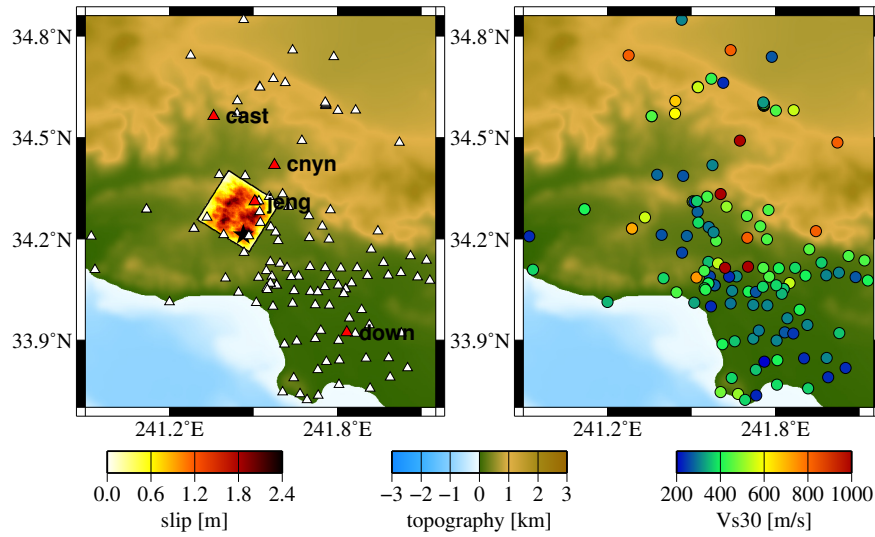 34.8°N
34.5°N
34.2°N
33.9°N
cast
cnyn
jeng
down
241.2°E 241.8°E
34.8°N
34.5°N
34.2°N
33.9°N
241.2°E 241.8°E
0.0 0.6 1.2 1.8 2.4
slip [m]
−3 −2 −1 0 1 2 3
topography [km]
200 400 600 800 1000
Vs30 [m/s]